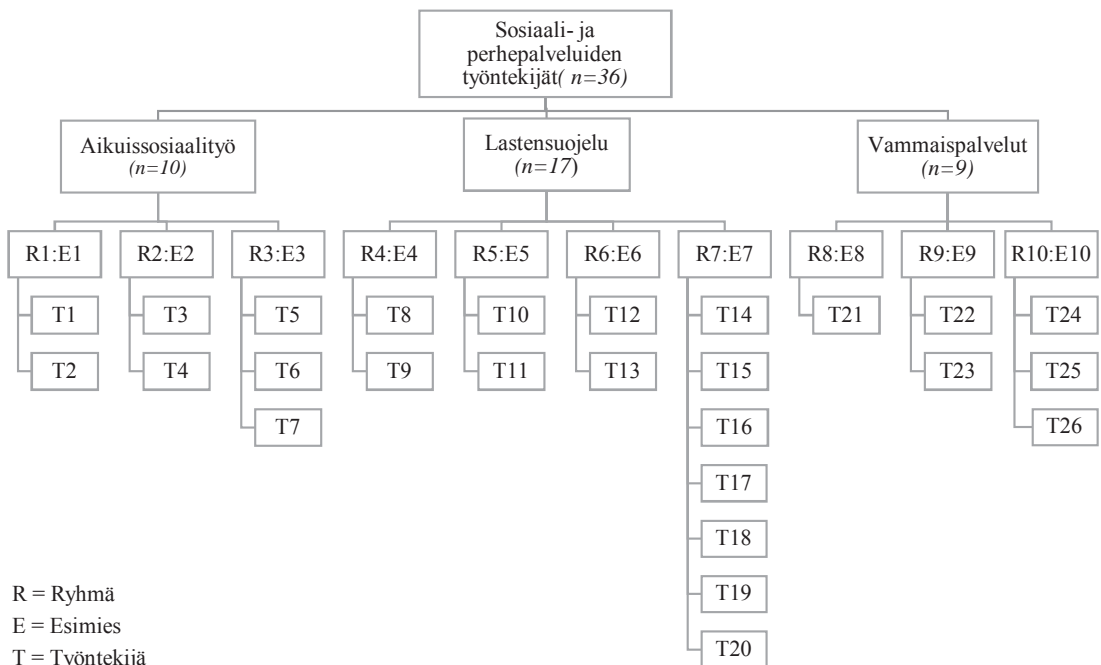 Sosiaali- ja
perhepalveluiden
työntekijät( n=36)
Aikuissosiaalityö
(n=10)
Lastensuojelu
(n=17)
Vammaispalvelut
(n=9)
R1:E1
T1
T2
R2:E2
T3
T4
R3:E3
T5
T6
T7
R4:E4
T8
T9
R5:E5
T10
T11
R6:E6
T12
T13
R7:E7
T14
T15
T16
T17
T18
T19
T20
R8:E8
T21
R9:E9
T22
T23
R10:E10
T24
T25
T26
R = Ryhmä
E = Esimies
T = Työntekijä